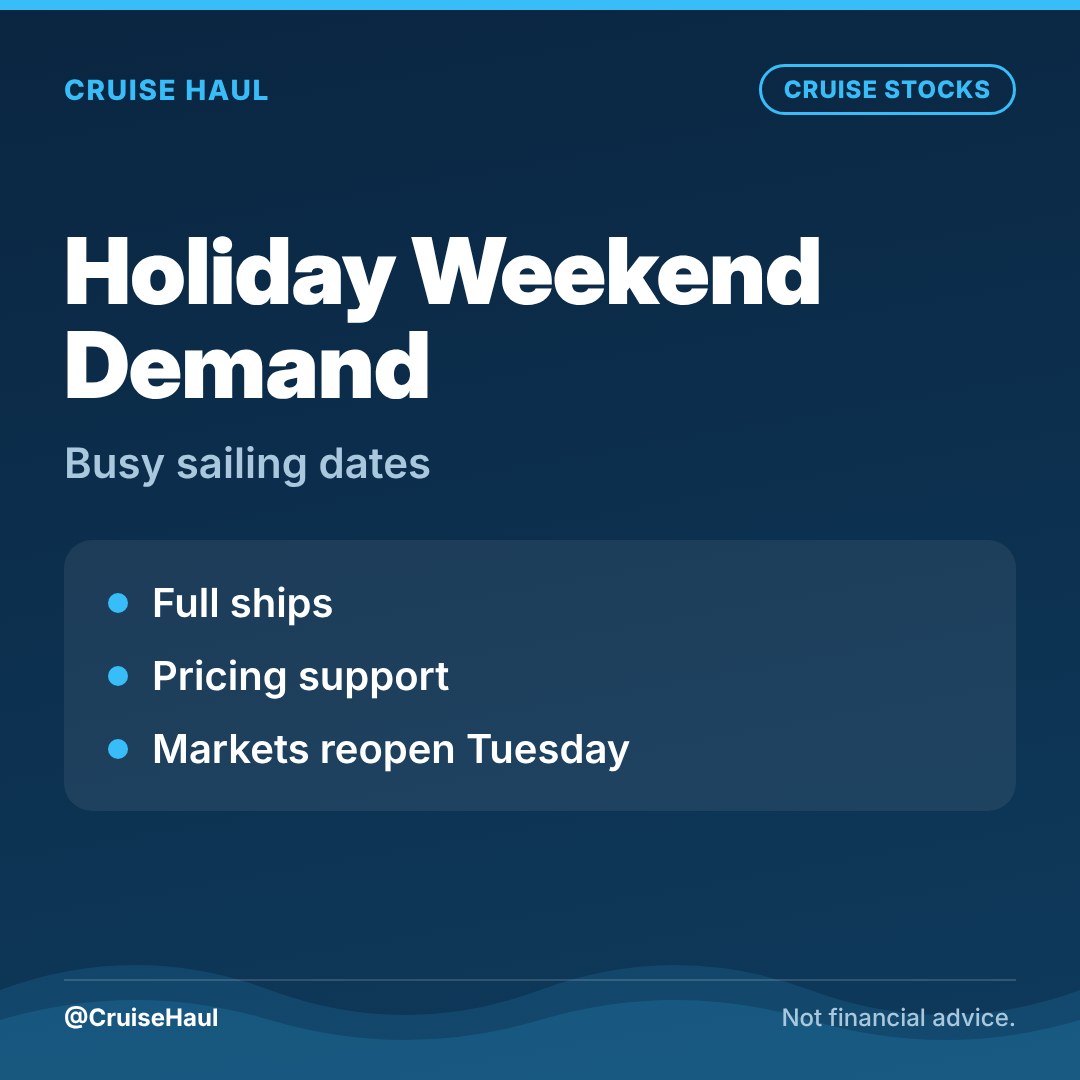 CRUISE HAUL
CRUISE STOCKS
Holiday Weekend
Demand
Busy sailing dates
Full ships
Pricing support
Markets reopen Tuesday
@CruiseHaul
Not financial advice.